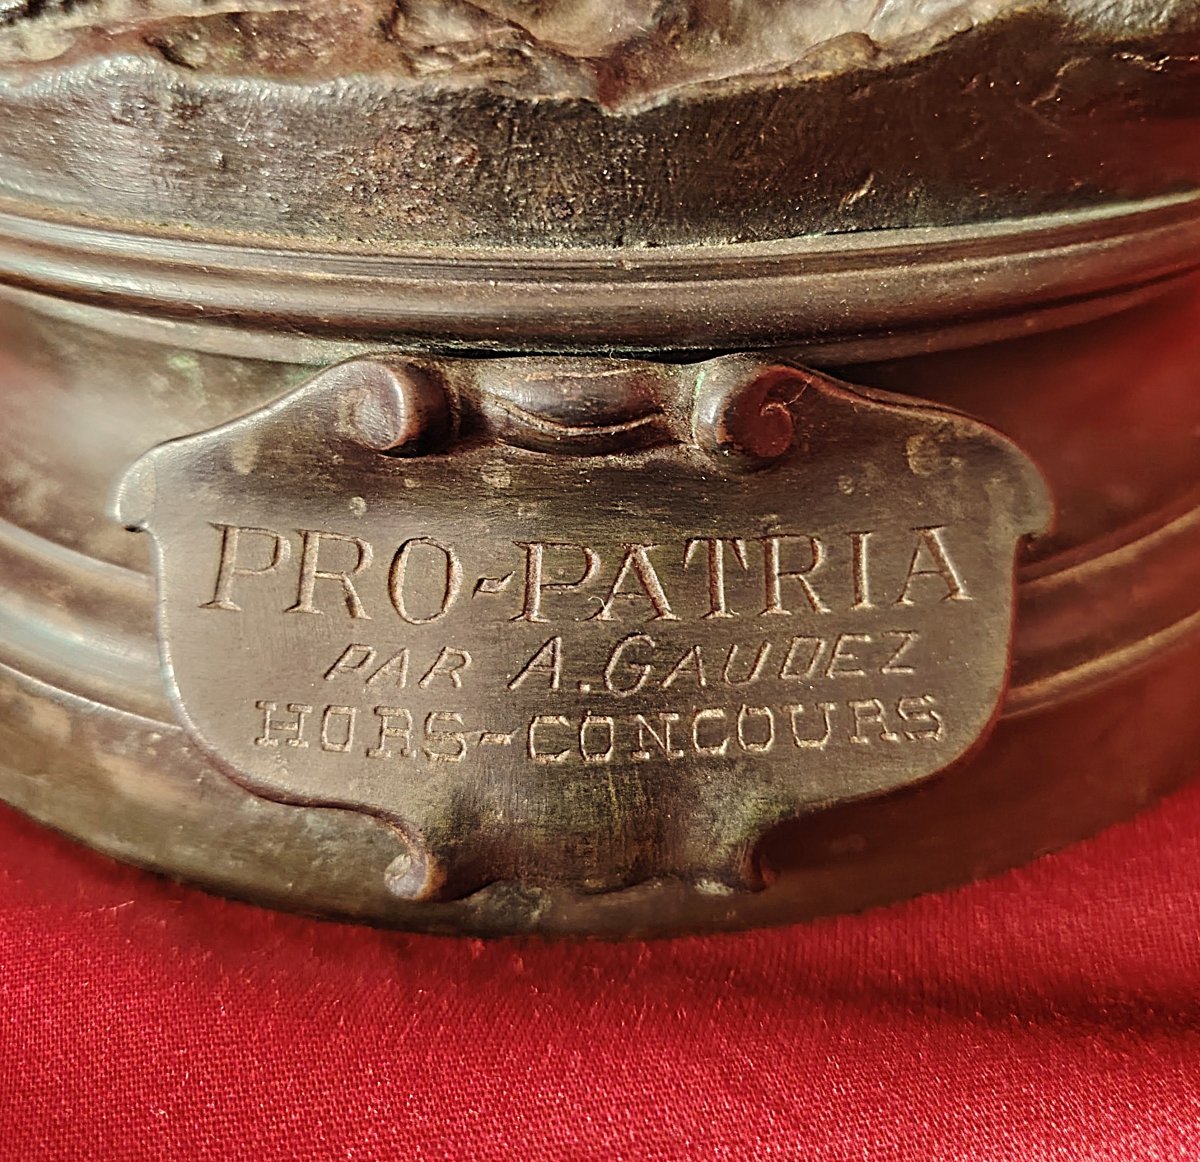 PRO-PATRIA
PAR A. GAUDEZ
HORS-CONCOURS